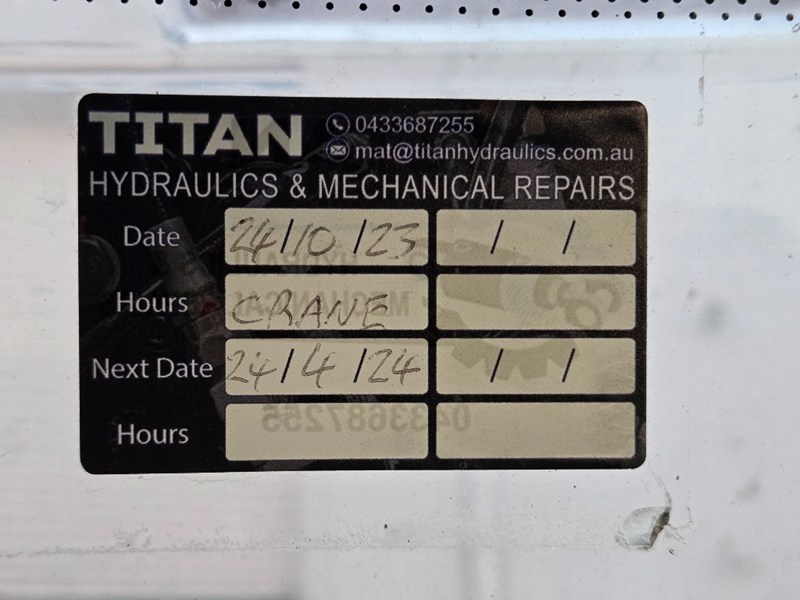 TITAN 0433687255
mat@titanhydraulics.com.au
HYDRAULICS & MECHANICAL REPAIRS
Date 24/10/23 / /
Hours CRANE
Next Date 24/4/24 / /
Hours